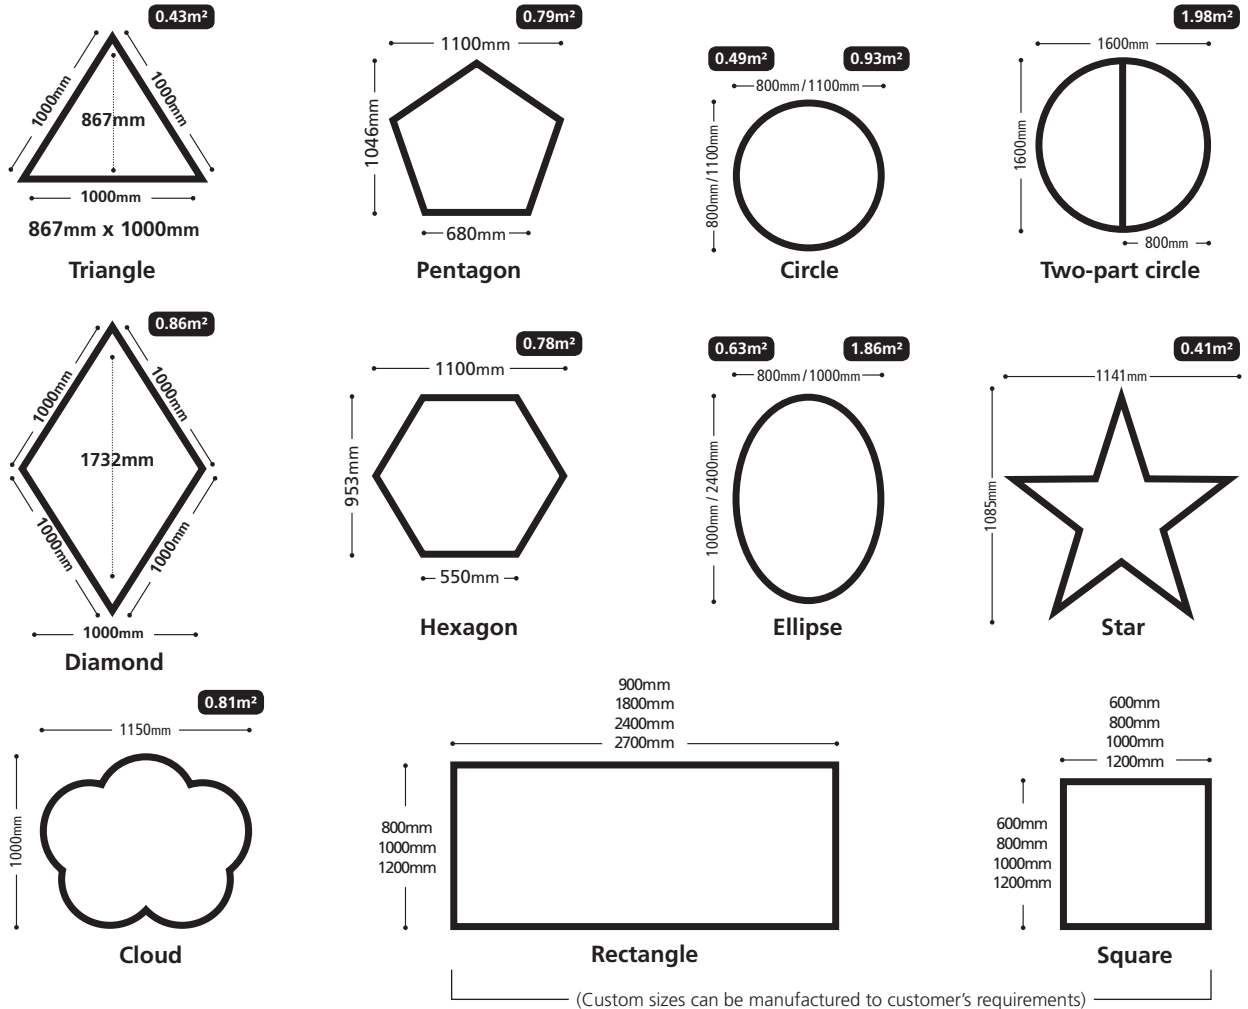 0.43m²
1000mm
1000mm
867mm
1000mm
867mm x 1000mm
Triangle
0.79m²
1100mm
1046mm
680mm
Pentagon
0.49m²
0.93m²
800mm/1100mm
800mm/1100mm
Circle
1.98m²
1600mm
1600mm
800mm
Two-part circle
0.86m²
1000mm
1000mm
1732mm
1000mm
1000mm
1000mm
Diamond
0.78m²
1100mm
953mm
550mm
Hexagon
0.63m²
1.86m²
800mm/1000mm
1000mm / 2400mm
Ellipse
0.41m²
1141mm
1085mm
Star
0.81m²
1150mm
1000mm
Cloud
900mm
1800mm
2400mm
2700mm
800mm
1000mm
1200mm
Rectangle
600mm
800mm
1000mm
1200mm
600mm
800mm
1000mm
1200mm
Square
(Custom sizes can be manufactured to customer’s requirements)